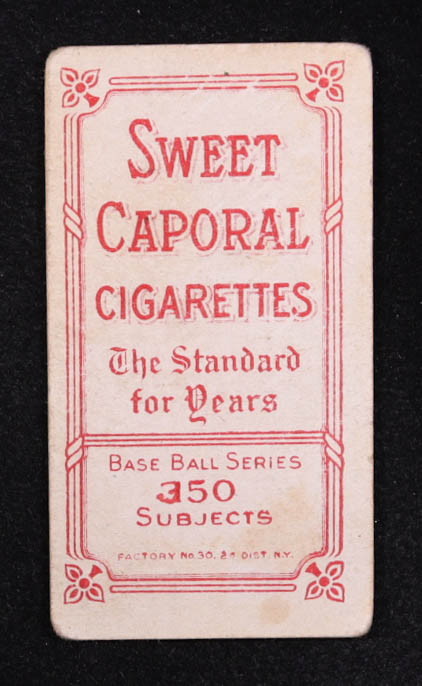 SWEET
CAPORAL
CIGARETTES
The Standard
for Years
BASE BALL SERIES
350
SUBJECTS
FACTORY No. 30, 2d DIST. N.Y.